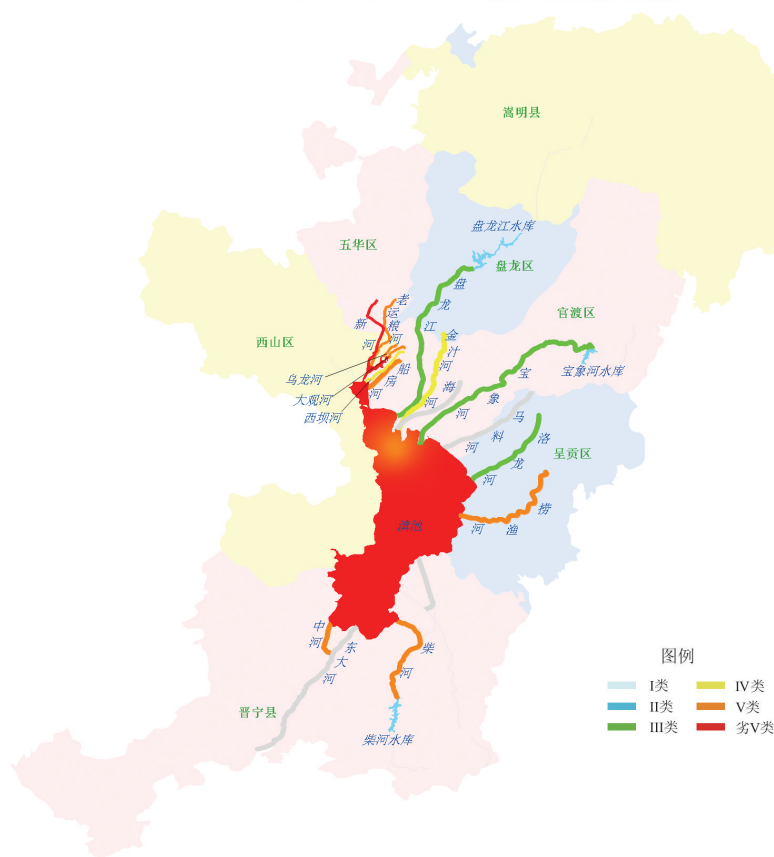 嵩明县
盘龙江水库
五华区
盘龙区
官渡区
西山区
宝象河水库
呈贡区
晋宁县
老运粮河
新河
盘龙江
金汁河
海河
乌龙河
大观河
西坝河
船房河
宝象河
马料河
洛龙河
捞渔河
滇池
中河
东大河
柴河
柴河水库
图例
I类
II类
III类
IV类
V类
劣V类